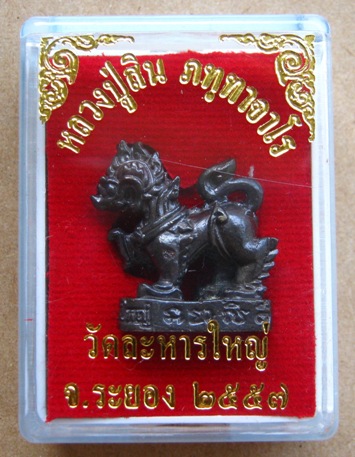 หลวงปู่สิน ภทฺทาจาโร
วัดละหารใหญ่
จ.ระยอง ๒๕๕๗